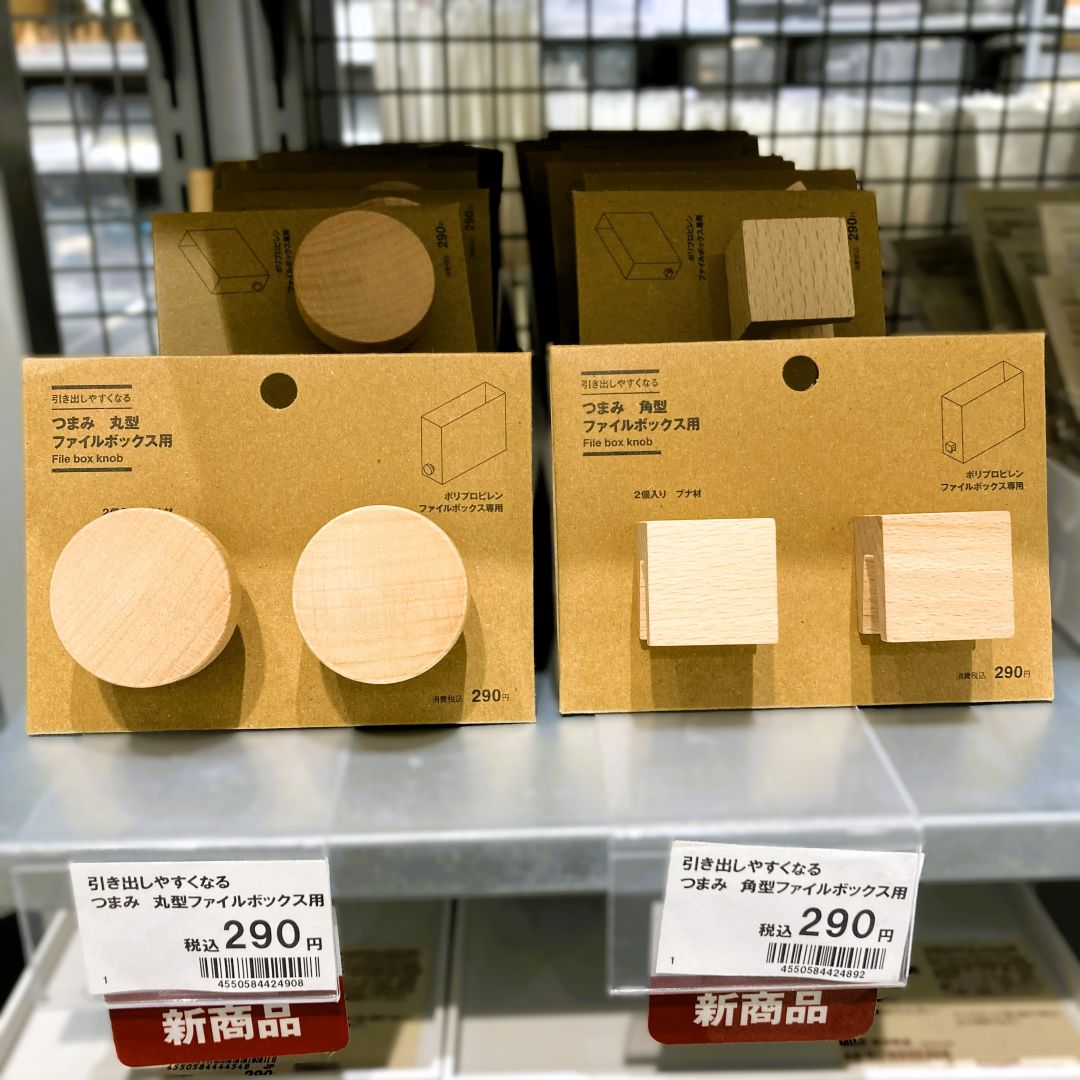 ポリプロピレン
ファイルボックス専用
290円
290
ポリプロピレン
ファイルボックス専用
290円
引き出しやすくなる
つまみ 丸型
ファイルボックス用
File box knob
ポリプロピレン
ファイルボックス専用
消費税込 290円
引き出しやすくなる
つまみ 角型
ファイルボックス用
File box knob
2個入り ブナ材
ポリプロピレン
ファイルボックス専用
消費税込 290円
引き出しやすくなる
つまみ 丸型ファイルボックス用
税込 290円
1
4550584424908
新商品
引き出しやすくなる
つまみ 角型ファイルボックス用
税込 290円
1
4550584424892
新商品
4550584444548 JP
290